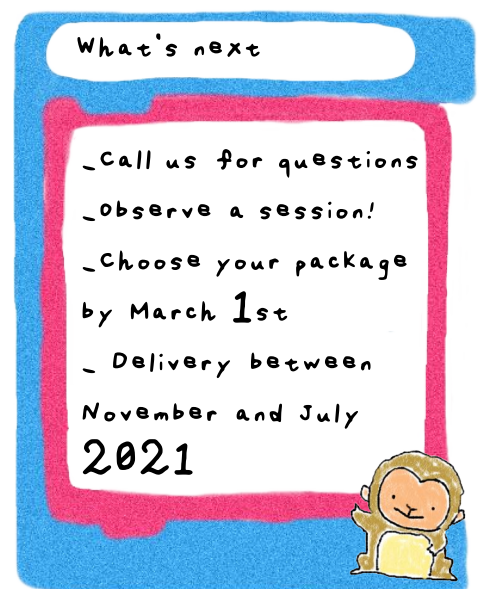 What's next
_Call us for questions
_Observe a session!
_Choose your package
by March 1st
_ Delivery between
November and July
2021